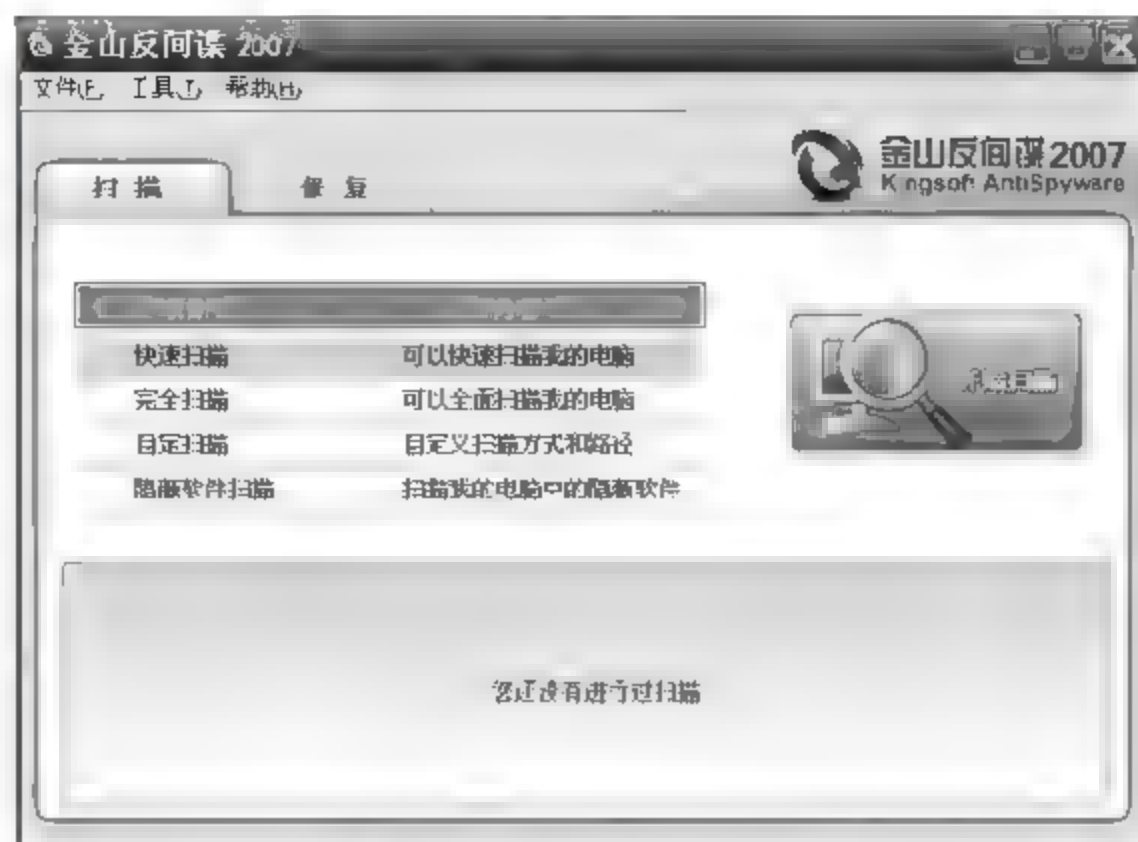 金山反间谍 2007
文件(F) 工具(T) 帮助(H)
金山反间谍2007
Kingsoft AntiSpyware
扫 描 修 复
快速扫描 可以快速扫描我的电脑
完全扫描 可以全面扫描我的电脑
自定扫描 自定义扫描方式和路径
隐蔽软件扫描 扫描我的电脑中的隐蔽软件
您还没有进行过扫描